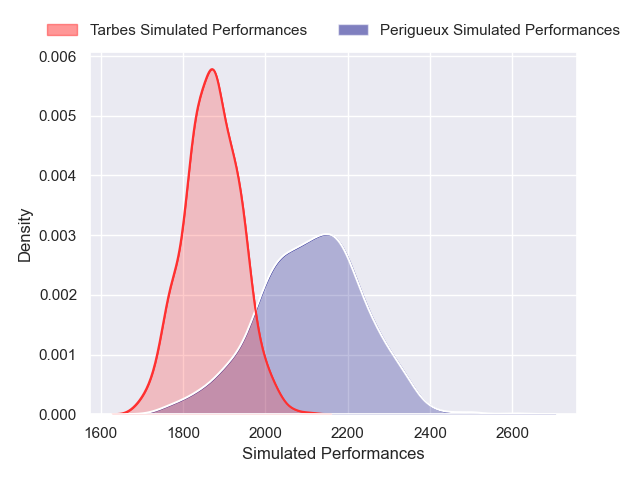 Tarbes Simulated Performances Perigueux Simulated Performances
0.006
0.005
0.004
0.003
0.002
0.001
0.000
Density
1600 1800 2000 2200 2400 2600
Simulated Performances